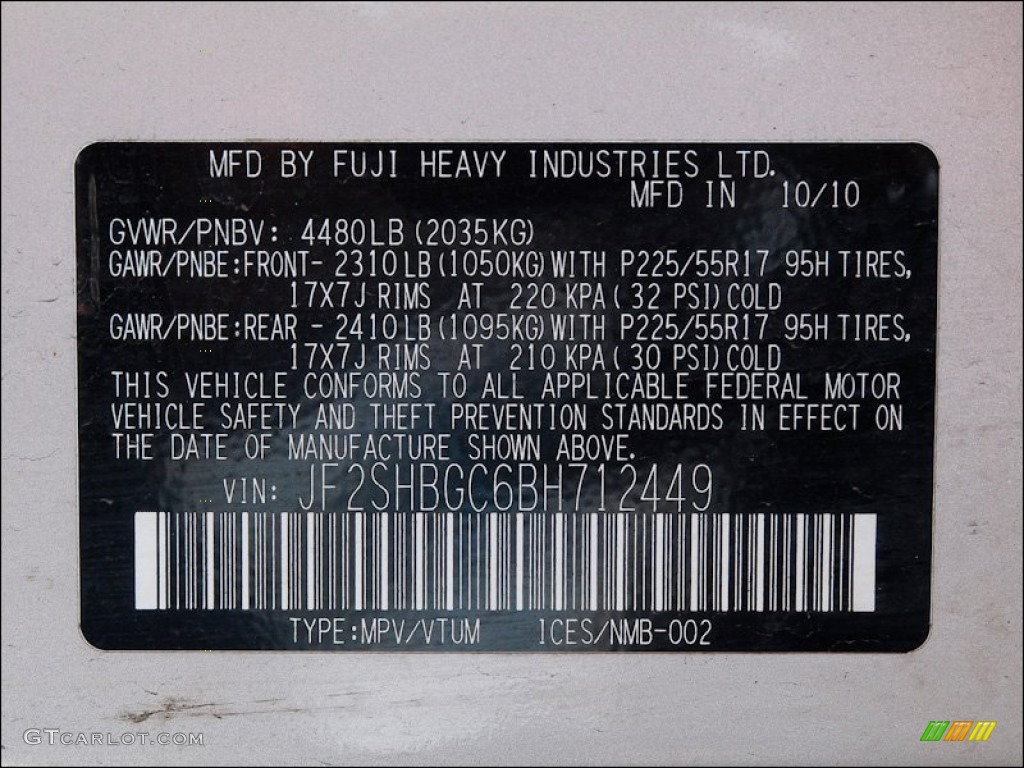 MFD BY FUJI HEAVY INDUSTRIES LTD.
MFD IN 10/10
GVWR/PNBV: 4480LB(2035KG)
GAWR/PNBE:FRONT- 2310LB(1050KG)WITH P225/55R17 95H TIRES,
17X7J RIMS AT 220 KPA( 32 PSI)COLD
GAWR/PNBE:REAR - 2410LB(1095KG)WITH P225/55R17 95H TIRES,
17X7J RIMS AT 210 KPA( 30 PSI)COLD
THIS VEHICLE CONFORMS TO ALL APPLICABLE FEDERAL MOTOR
VEHICLE SAFETY AND THEFT PREVENTION STANDARDS IN EFFECT ON
THE DATE OF MANUFACTURE SHOWN ABOVE.
VIN: JF2SHBGC6BH712449
TYPE:MPV/VTUM ICES/NMB-002
GTCARLOT.COM